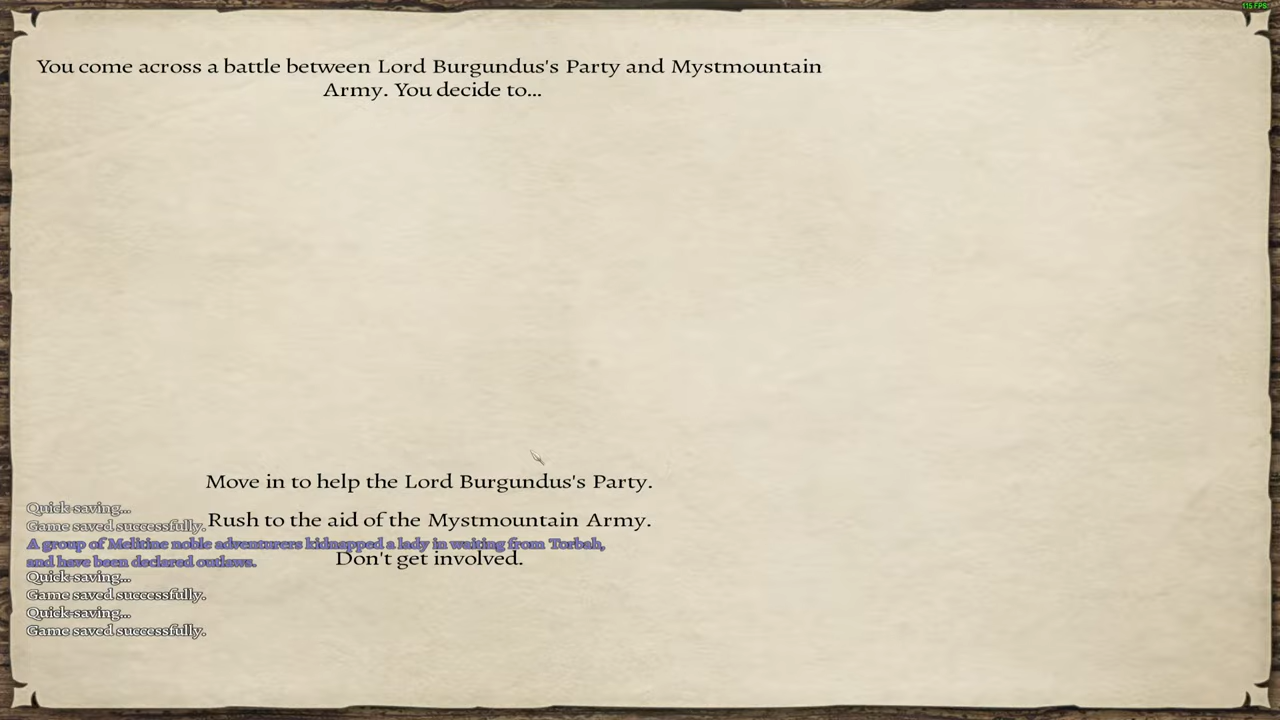 115 FPS
You come across a battle between Lord Burgundus's Party and Mystmountain
Army. You decide to...
Move in to help the Lord Burgundus's Party.
Quick-saving...
Rush to the aid of the Mystmountain Army.
Game saved successfully.
A group of Melitine noble adventurers kidnapped a lady in waiting from Torbah,
and have been declared outlaws.
Don't get involved.
Quick-saving...
Game saved successfully.
Quick-saving...
Game saved successfully.